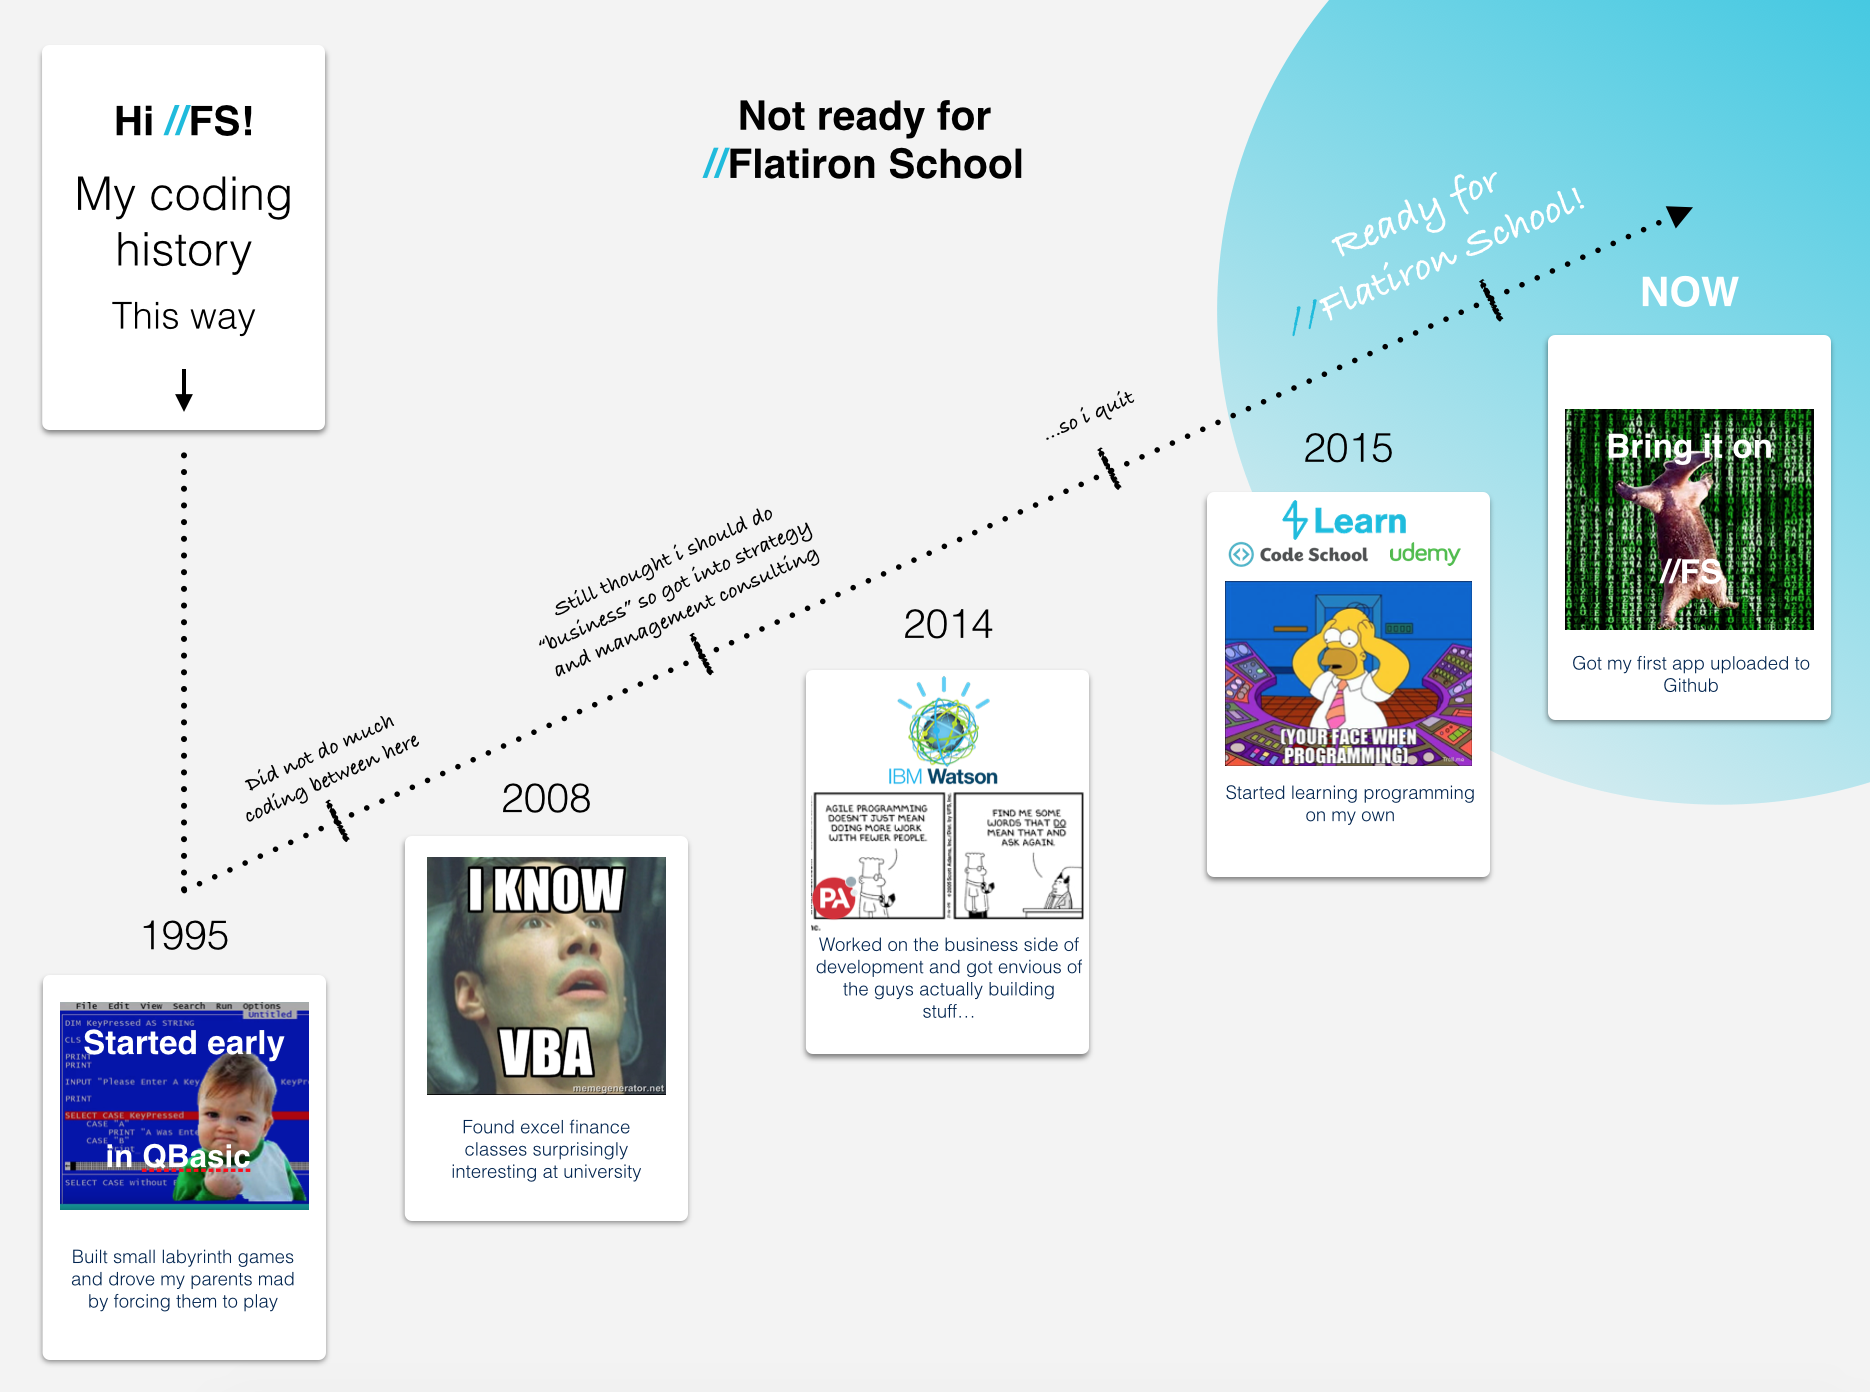 Hi //FS!
My coding
history
This way
Not ready for
//Flatiron School
Ready for
//Flatiron School!
NOW
Bring it on
//FS
Got my first app uploaded to
Github
...so i quit
2015
Learn
Code School udemy
(YOUR FACE WHEN
PROGRAMMING)
Troll.me
Started learning programming
on my own
Still thought i should do
“business” so got into strategy
and management consulting
2014
IBM Watson
AGILE PROGRAMMING
DOESN'T JUST MEAN
DOING MORE WORK
WITH FEWER PEOPLE.
FIND ME SOME
WORDS THAT DO
MEAN THAT AND
ASK AGAIN.
PA
Worked on the business side of
development and got envious of
the guys actually building
stuff…
Did not do much
coding between here
2008
I KNOW
VBA
memegenerator.net
Found excel finance
classes surprisingly
interesting at university
1995
File Edit View Search Run Options
Untitled
DIM KeyPressed AS STRING
CLS
Started early
PRINT
PRINT
INPUT "Please Enter A Key
PRINT
SELECT CASE KeyPressed
CASE "A"
PRINT "A Was
CASE "B"
in QBasic
SELECT CASE without
Built small labyrinth games
and drove my parents mad
by forcing them to play